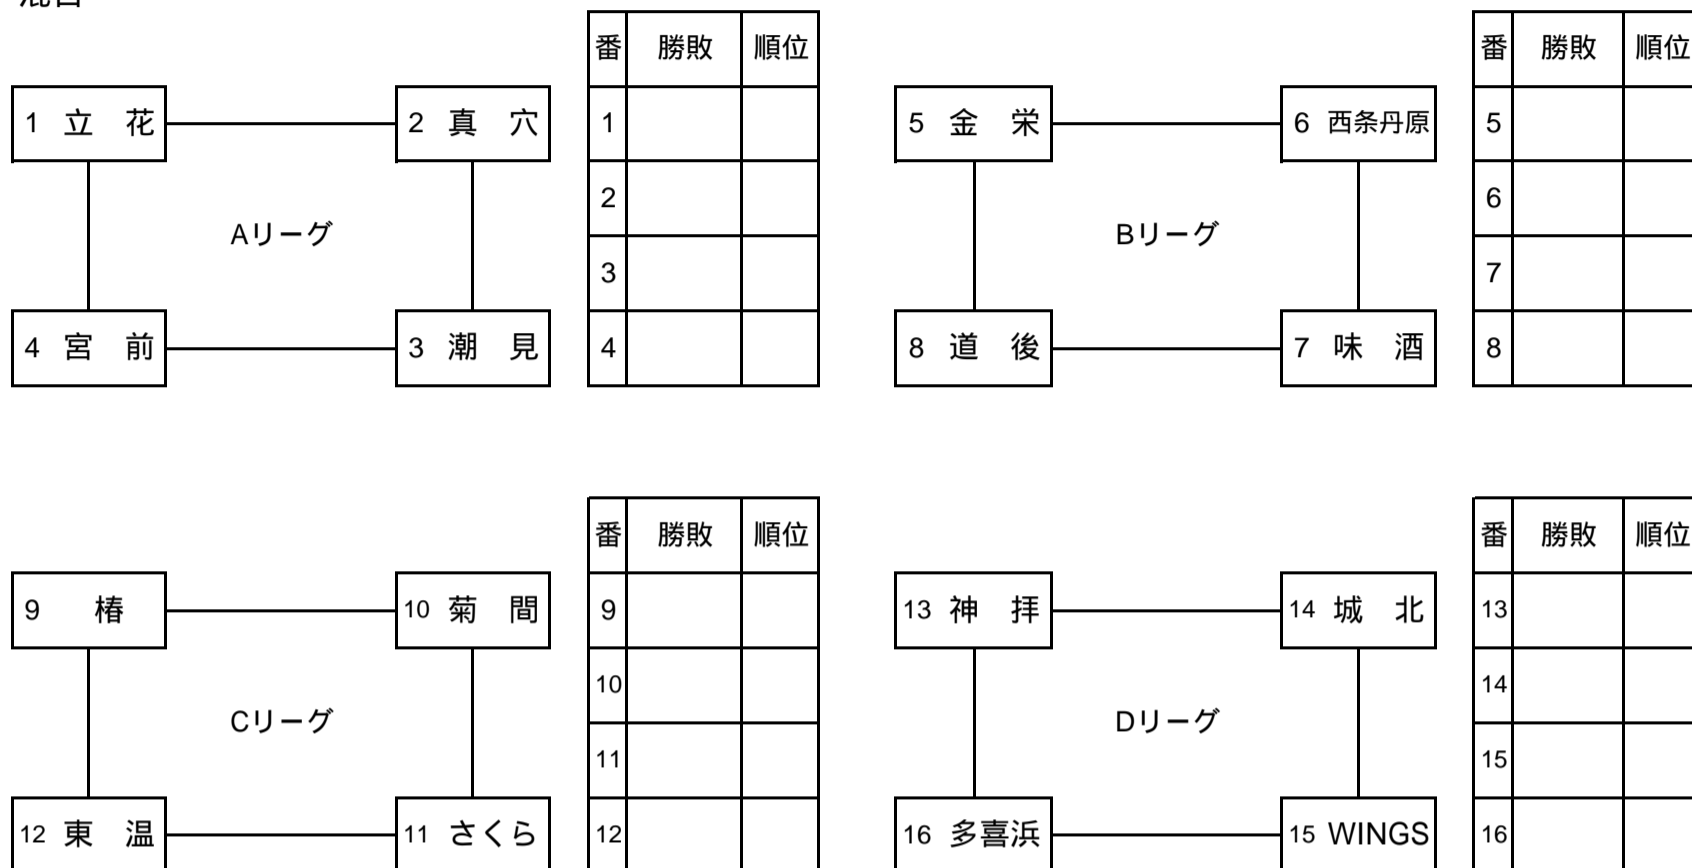 番 勝敗 順位
1 立 花
2 真 穴
Aリーグ
4 宮 前
3 潮 見
1
2
3
4
番 勝敗 順位
5 金 栄
6 西条丹原
Bリーグ
8 道 後
7 味 酒
5
6
7
8
番 勝敗 順位
9 椿
10 菊 間
Cリーグ
12 東 温
11 さくら
9
10
11
12
番 勝敗 順位
13 神 拝
14 城 北
Dリーグ
16 多喜浜
15 WINGS
13
14
15
16